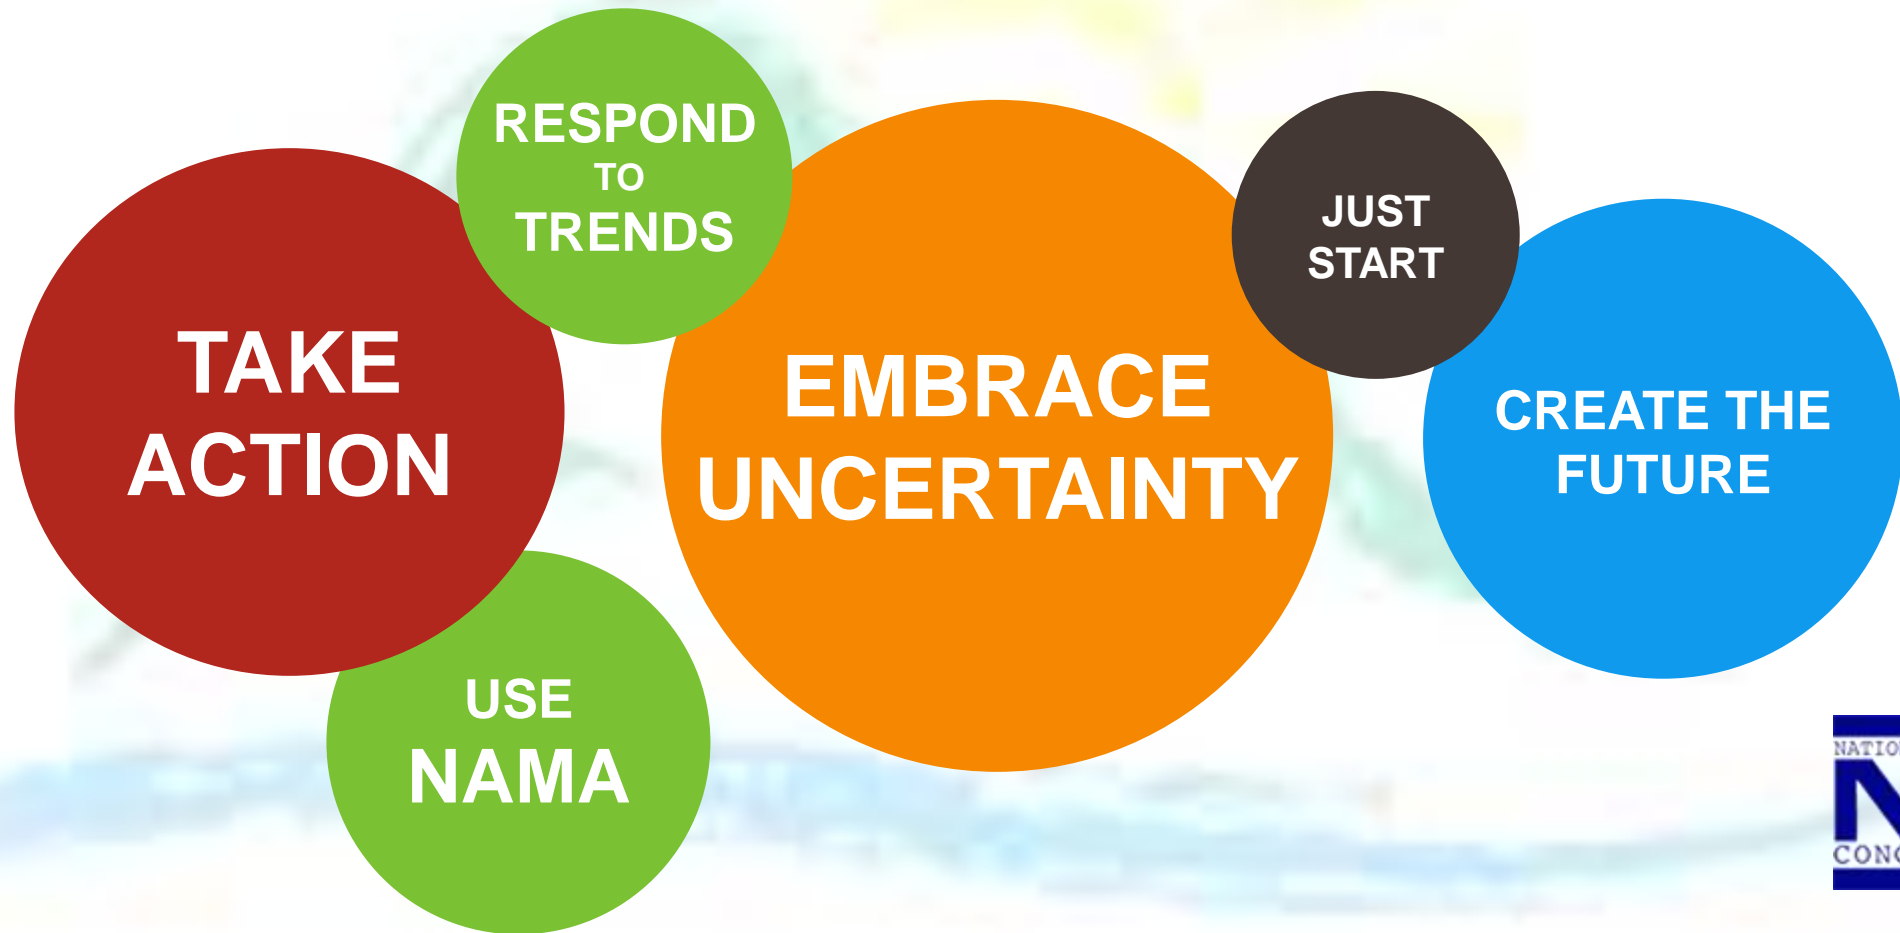 RESPOND
TO
TRENDS
TAKE
ACTION
EMBRACE
UNCERTAINTY
JUST
START
CREATE THE
FUTURE
USE
NAMA